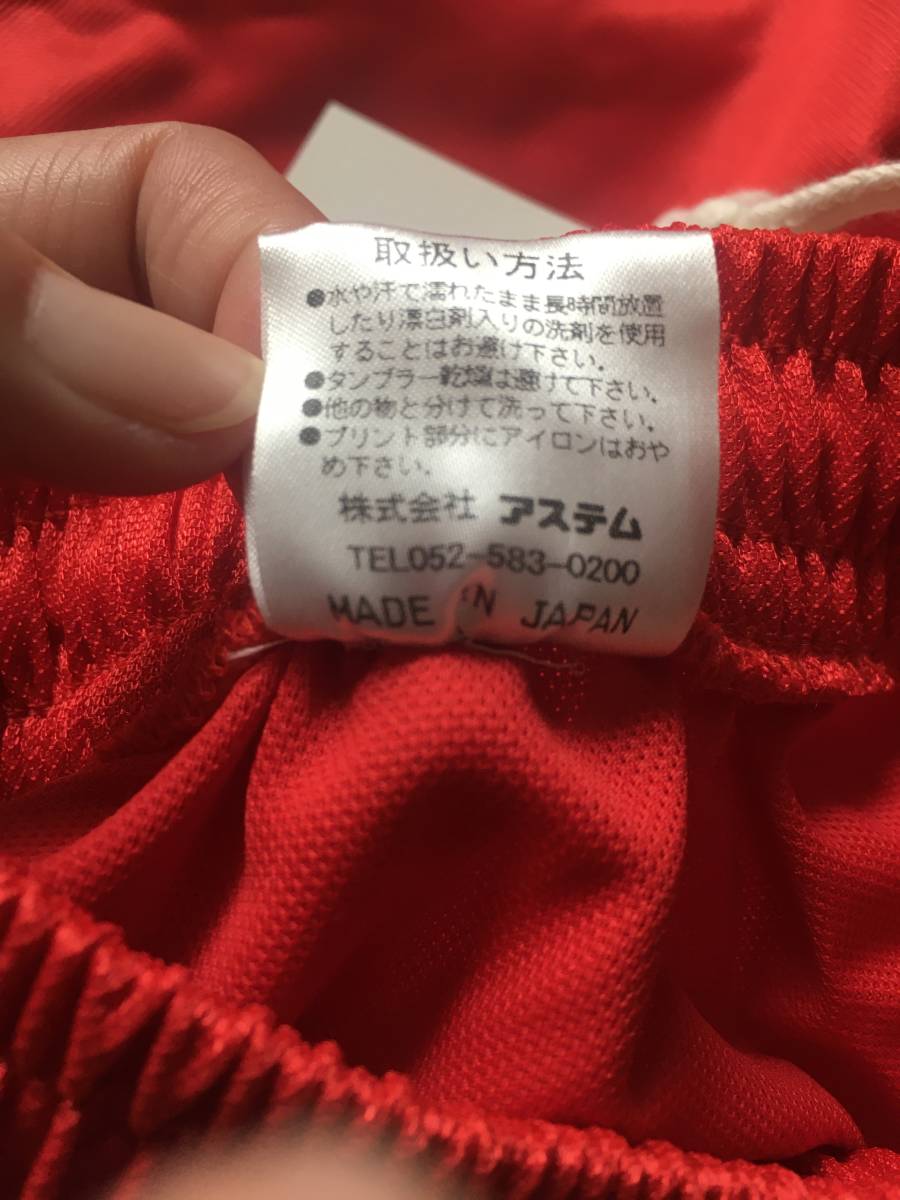 取扱い方法
●水や汗で濡れたまま長時間放置
したり漂白剤入りの洗剤を使用
することはお避け下さい。
●タンブラー乾燥は避けて下さい。
●他の物と分けて洗って下さい。
●プリント部分にアイロンはおや
め下さい。
株式会社 アステム
TEL052-583-0200
MADE IN JAPAN